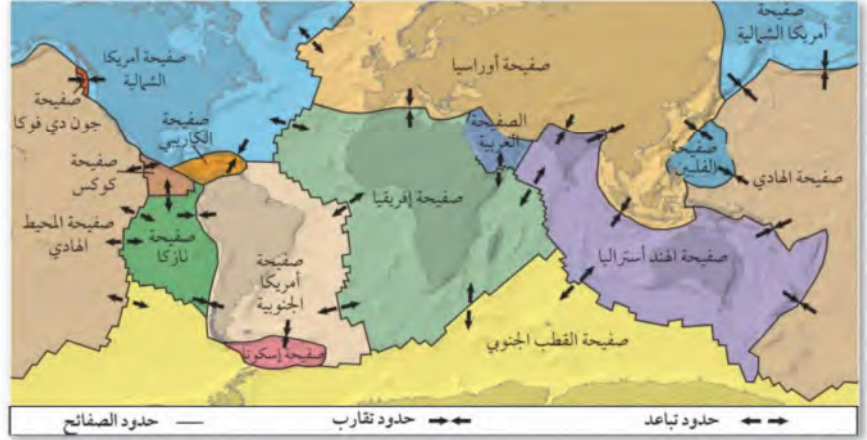 صفيحة
أمريكا الشمالية
صفيحة أوراسيا
صفيحة أمريكا
الشمالية
صفيحة
جون دي فوكا
صفيحة
الكاريبي
الصفيحة
العربية
صفيحة
الفلبين
صفيحة الهادي
صفيحة
كوكس
صفيحة إفريقيا
صفيحة المحيط
الهادي
صفيحة
نازكا
صفيحة
أمريكا
الجنوبية
صفيحة الهند أستراليا
صفيحة القطب الجنوبي
صفيحة إسكونا
حدود تباعد
حدود تقارب
حدود الصفائح